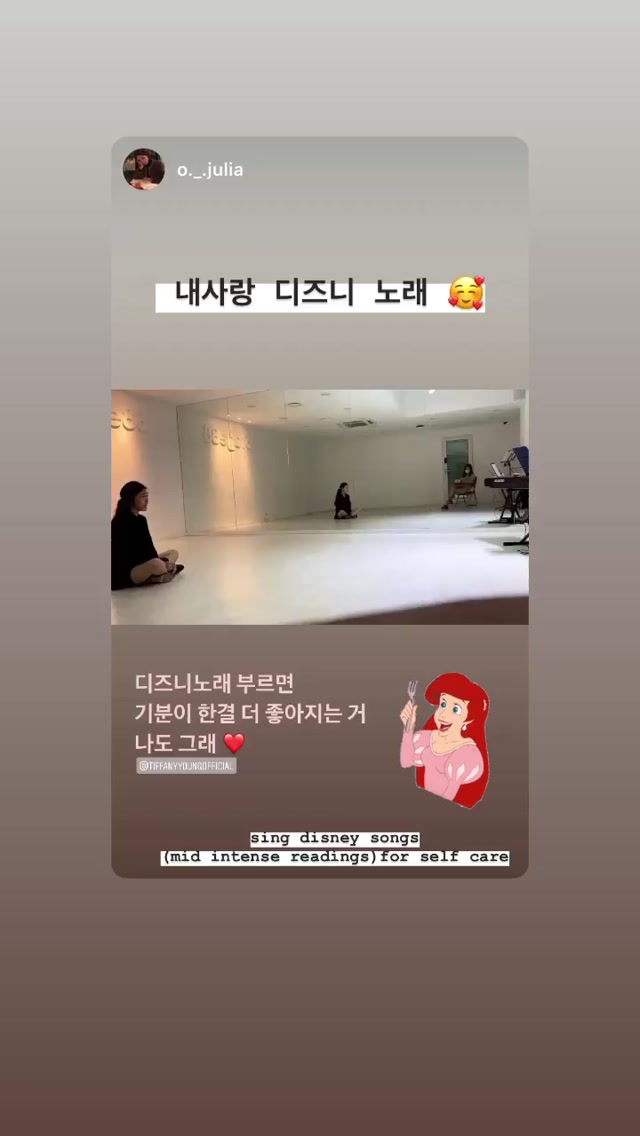 o._.julia
내사랑 디즈니 노래 🥰
디즈니노래 부르면
기분이 한결 더 좋아지는 거
나도 그래 ❤️
@TIFFANYYOUNGOFFICIAL
sing disney songs
(mid intense readings)for self care